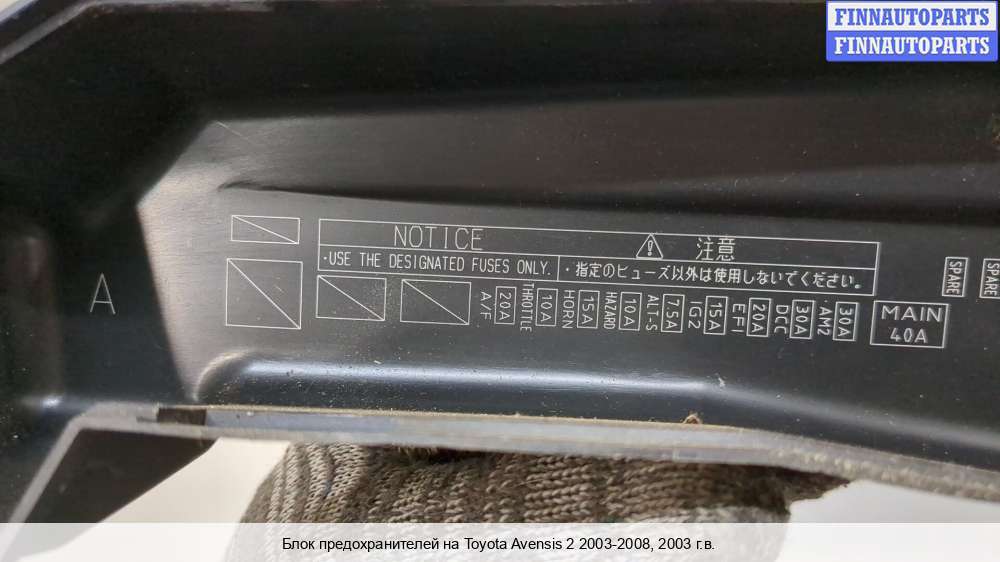 FINNAUTOPARTS
FINNAUTOPARTS
NOTICE
⚠ 注意
・USE THE DESIGNATED FUSES ONLY.
・指定のヒューズ以外は使用しないでください。
A
A/F
20A
THROTTLE
10A
HORN
15A
HAZARD
10A
ALT-S
7.5A
IG2
15A
EFI
20A
DCC
30A
AM2
30A
MAIN
40A
SPARE
SPARE
Блок предохранителей на Toyota Avensis 2 2003-2008, 2003 г.в.